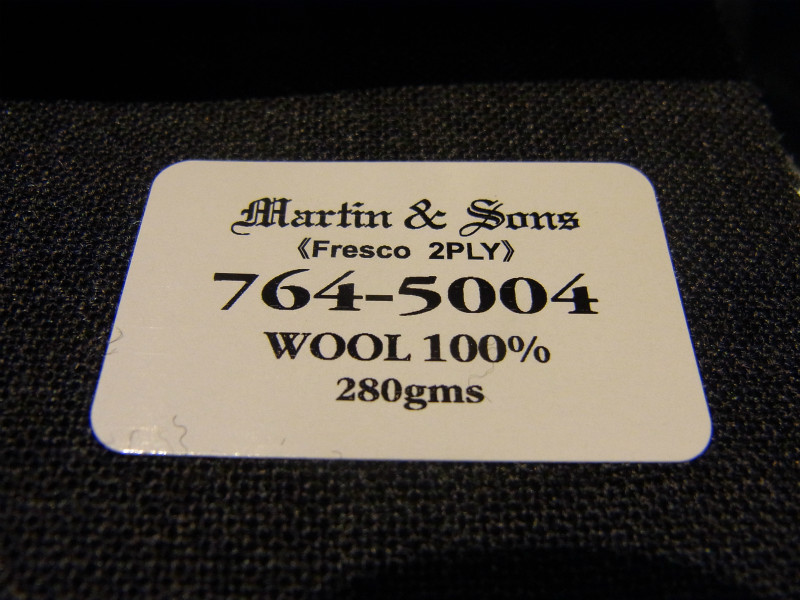 Martin & Sons
《Fresco 2PLY》
764-5004
WOOL 100%
280gms